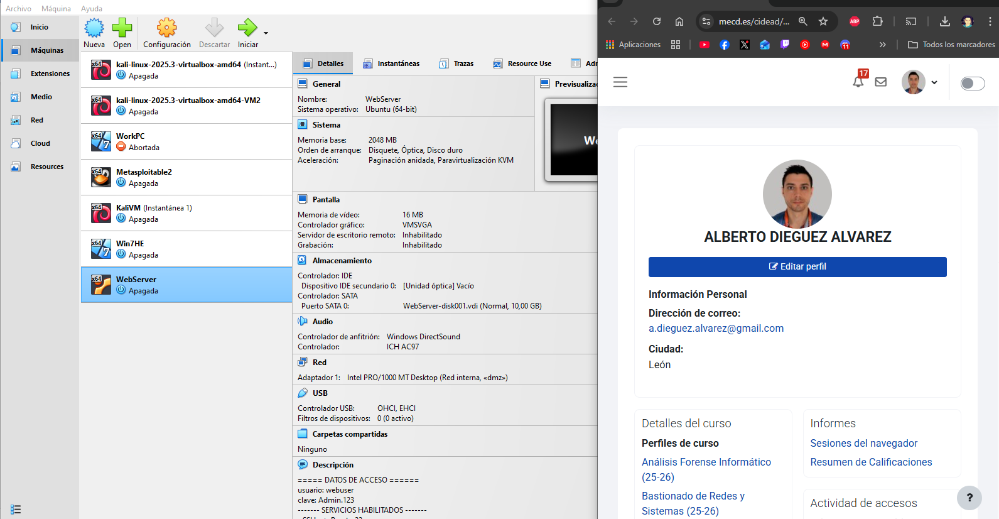 Archivo Máquina Ayuda
Inicio
Máquinas
Extensiones
Medio
Red
Cloud
Resources
Nueva Open Configuración Descartar Iniciar
x64 kali-linux-2025.3-virtualbox-amd64 (Instant...)
Apagada
x64 kali-linux-2025.3-virtualbox-amd64-VM2
Apagada
x64 WorkPC
Abortada
x64 Metasploitable2
Apagada
x64 KaliVM (Instantánea 1)
Apagada
x64 Win7HE
Apagada
x64 WebServer
Apagada
Detalles Instantáneas Trazas Resource Use Adr
General
Nombre: WebServer
Sistema operativo: Ubuntu (64-bit)
Previsualizac
We
Sistema
Memoria base: 2048 MB
Orden de arranque: Disquete, Óptica, Disco duro
Aceleración: Paginación anidada, Paravirtualización KVM
Pantalla
Memoria de vídeo: 16 MB
Controlador gráfico: VMSVGA
Servidor de escritorio remoto: Inhabilitado
Grabación: Inhabilitado
Almacenamiento
Controlador: IDE
Dispositivo IDE secundario 0: [Unidad óptica] Vacío
Controlador: SATA
Puerto SATA 0: WebServer-disk001.vdi (Normal, 10,00 GB)
Audio
Controlador de anfitrión: Windows DirectSound
Controlador: ICH AC97
Red
Adaptador 1: Intel PRO/1000 MT Desktop (Red interna, «dmz»)
USB
Controlador USB: OHCI, EHCI
Filtros de dispositivos: 0 (0 activo)
Carpetas compartidas
Ninguno
Descripción
===== DATOS DE ACCESO ======
usuario: webuser
clave: Admin.123
------- SERVICIOS HABILITADOS -------
mecd.es/cidead/...
ABP
Aplicaciones
11
» Todos los marcadores
17
ALBERTO DIEGUEZ ALVAREZ
Editar perfil
Información Personal
Dirección de correo:
a.dieguez.alvarez@gmail.com
Ciudad:
León
Detalles del curso
Perfiles de curso
Análisis Forense Informático
(25-26)
Bastionado de Redes y
Sistemas (25-26)
Informes
Sesiones del navegador
Resumen de Calificaciones
Actividad de accesos
?